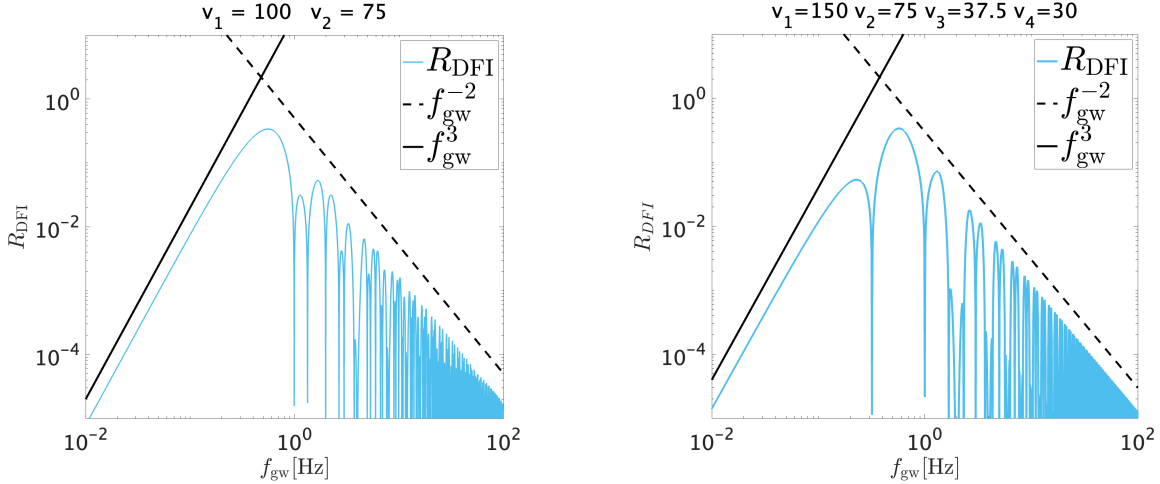 v₁ = 100   v₂ = 75
R_DFI
f_gw^-2
f_gw^3
10^0
10^-2
10^-4
R_DFI
10^-2
10^0
10^2
f_gw[Hz]
v₁=150 v₂=75 v₃=37.5 v₄=30
R_DFI
f_gw^-2
f_gw^3
10^0
10^-2
10^-4
R_DFI
10^-2
10^0
10^2
f_gw[Hz]